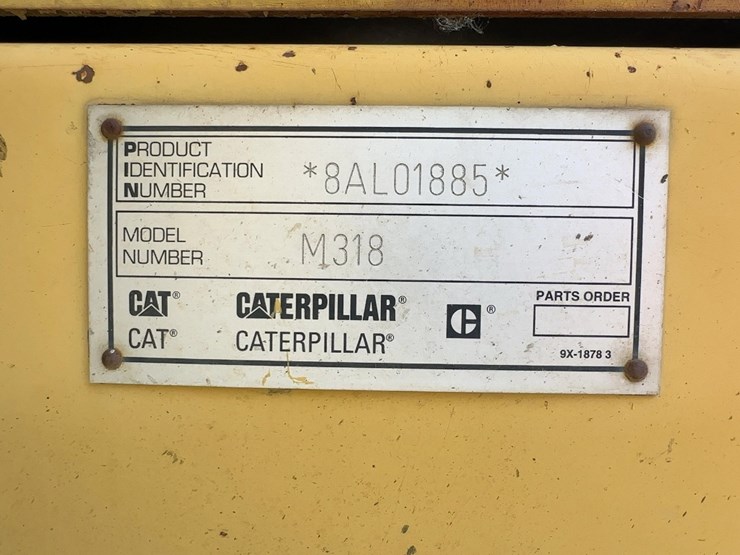 PRODUCT
IDENTIFICATION
NUMBER
*8AL01885*
MODEL
NUMBER
M318
CAT® CATERPILLAR® ®
CAT® CATERPILLAR®
PARTS ORDER
9X-1878 3